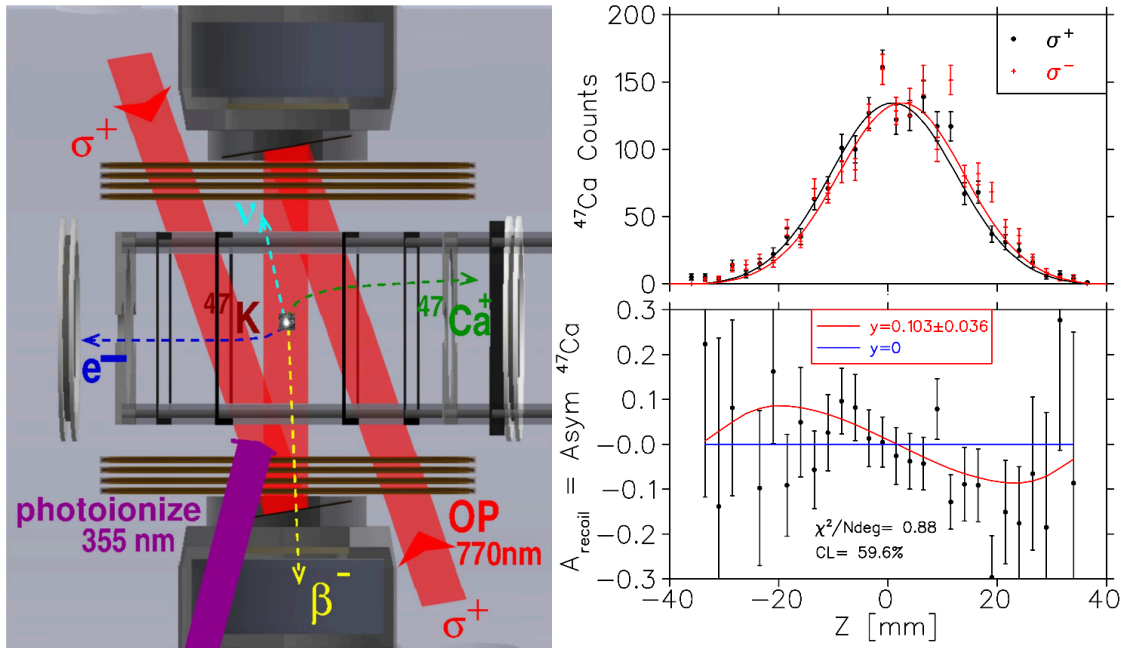 σ⁺
ν
⁴⁷K
⁴⁷Ca⁺
e⁻
photoionize
355 nm
OP
770nm
β⁻
σ⁺
200
150
100
50
0
⁴⁷Ca Counts
σ⁺
σ⁻
0.3
0.2
0.1
−0.0
−0.1
−0.2
−0.3
A_recoil = Asym ⁴⁷Ca
y=0.103±0.036
y=0
χ²/Ndeg= 0.88
CL= 59.6%
−40
−20
0
20
40
Z [mm]